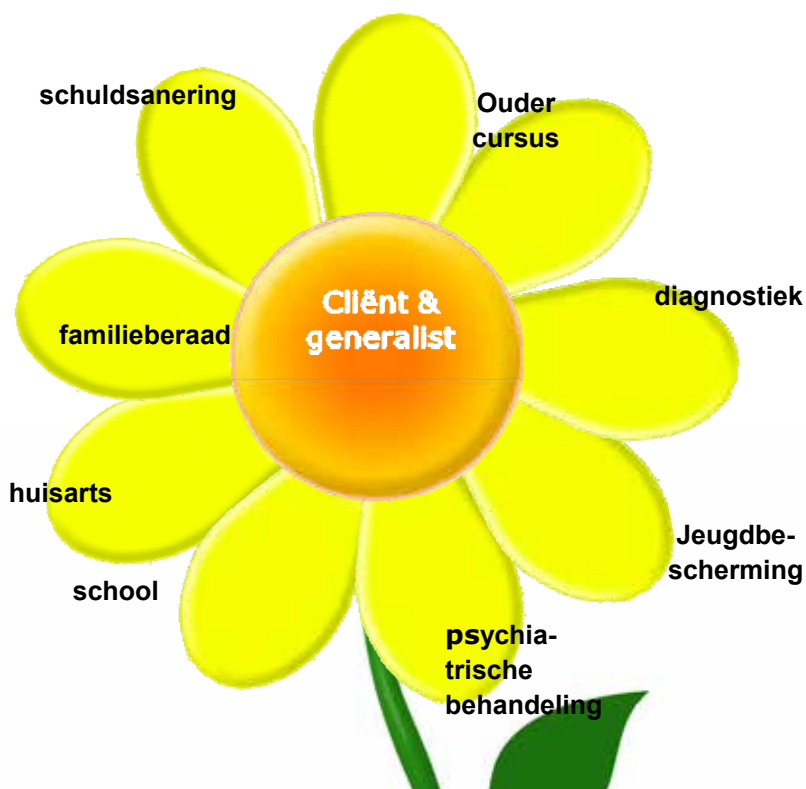 schuldsanering
Ouder
cursus
diagnostiek
Cliënt &
generalist
familieberaad
huisarts
Jeugdbe-
scherming
school
psychia-
trische
behandeling